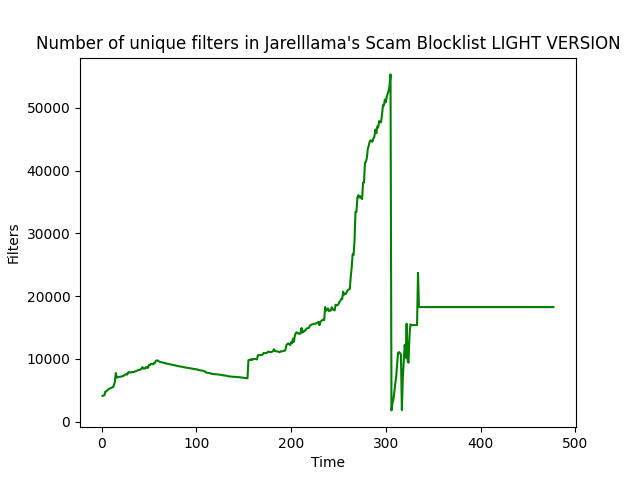 Number of unique filters in Jarelllama's Scam Blocklist LIGHT VERSION
50000
40000
30000
20000
10000
0
Filters
0 100 200 300 400 500
Time